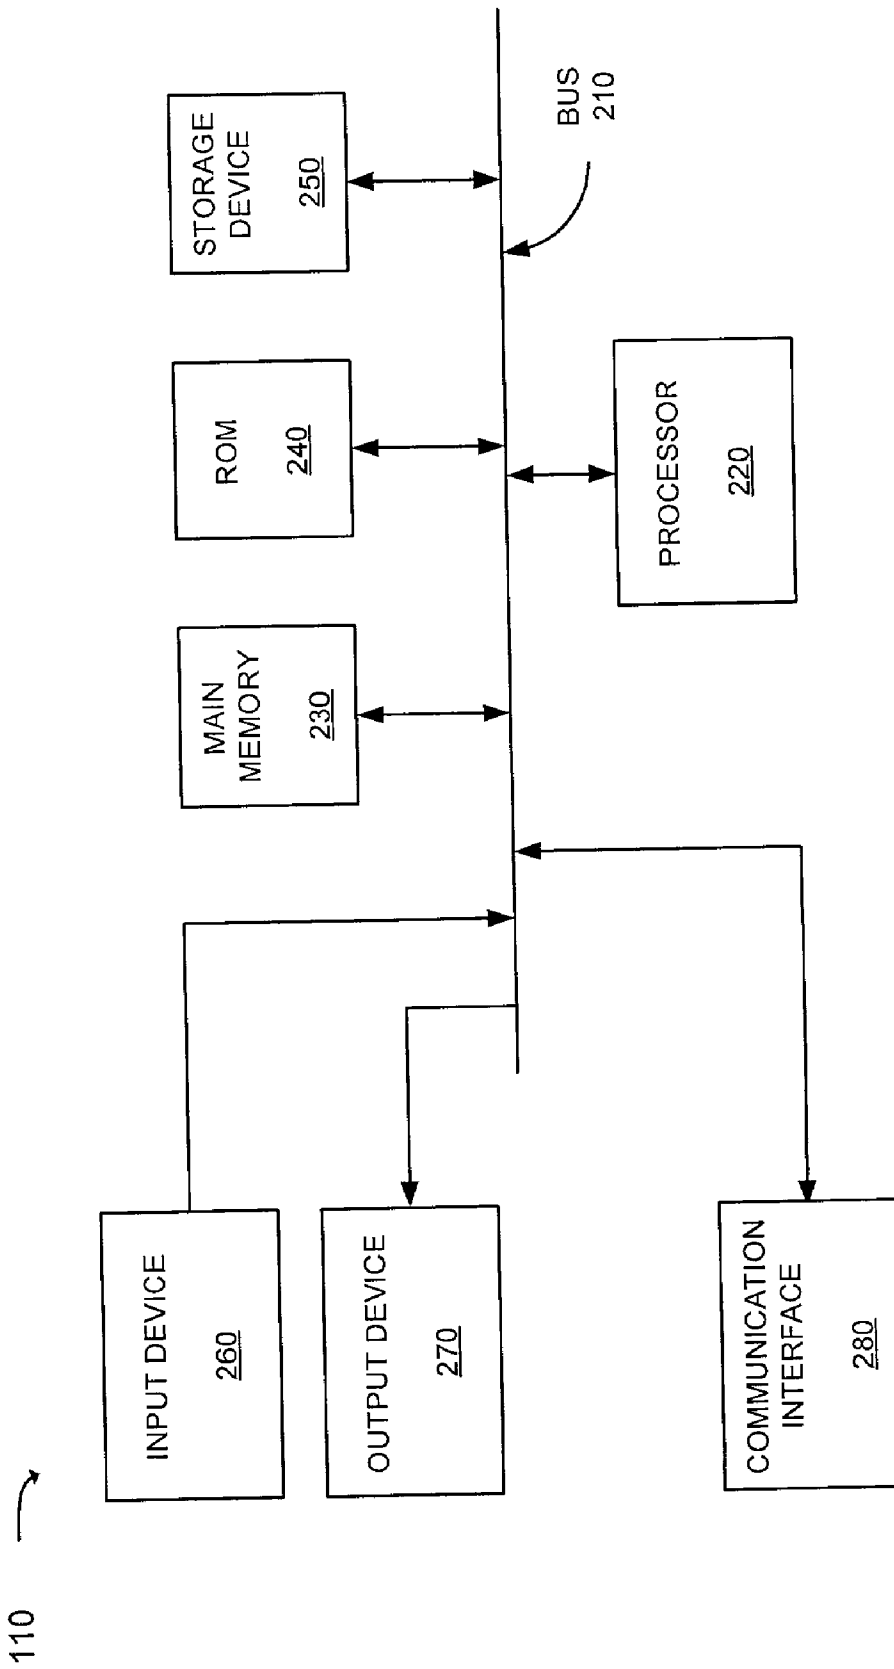 110
INPUT DEVICE
260
OUTPUT DEVICE
270
COMMUNICATION
INTERFACE
280
MAIN
MEMORY
230
ROM
240
STORAGE
DEVICE
250
PROCESSOR
220
BUS
210